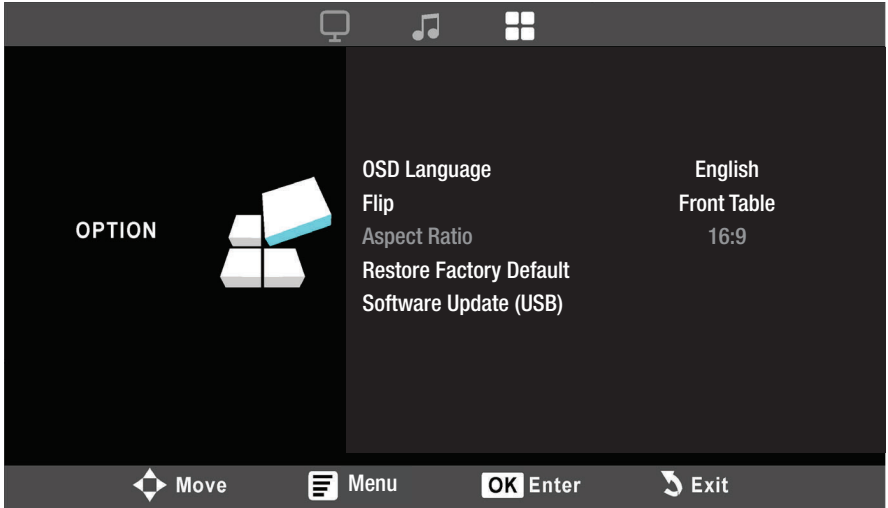 OPTION
OSD Language English
Flip Front Table
Aspect Ratio 16:9
Restore Factory Default
Software Update (USB)
Move Menu OK Enter Exit